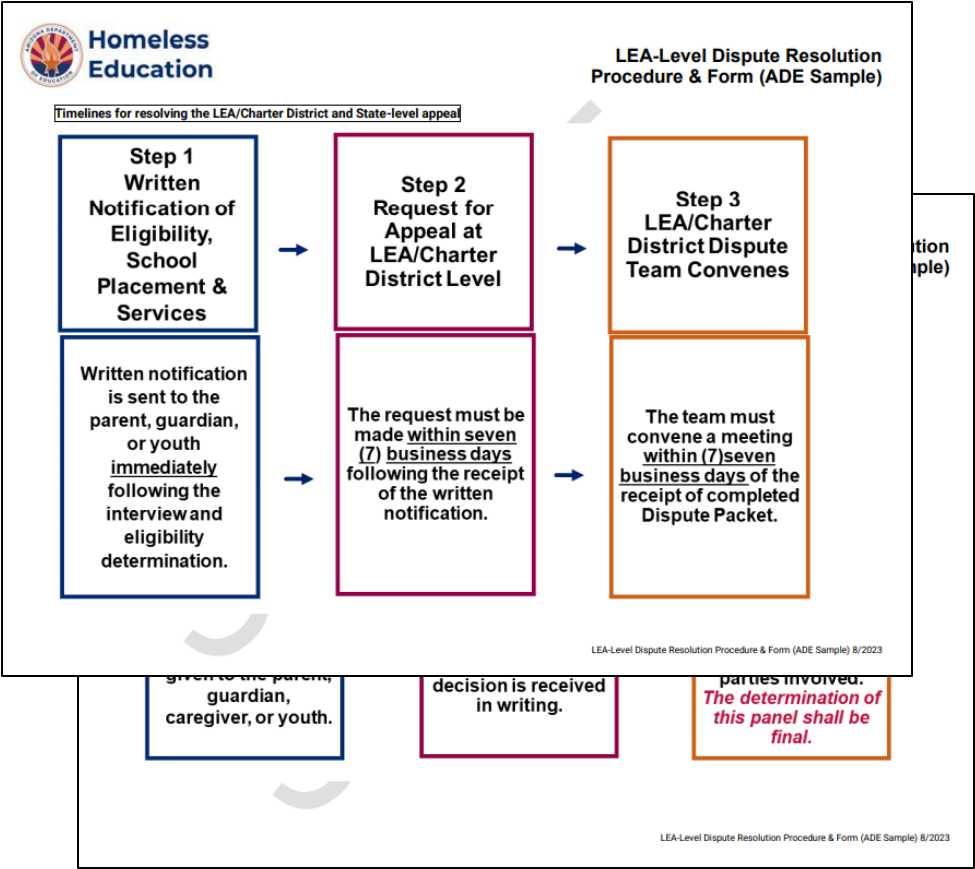 Homeless
Education
LEA-Level Dispute Resolution
Procedure & Form (ADE Sample)
Timelines for resolving the LEA/Charter District and State-level appeal
Step 1
Written
Notification of
Eligibility,
School
Placement &
Services
Step 2
Request for
Appeal at
LEA/Charter
District Level
Step 3
LEA/Charter
District Dispute
Team Convenes
Written notification
is sent to the
parent, guardian,
or youth
immediately
following the
interview and
eligibility
determination.
The request must be
made within seven
(7) business days
following the receipt
of the written
notification.
The team must
convene a meeting
within (7)seven
business days of the
receipt of completed
Dispute Packet.
LEA-Level Dispute Resolution Procedure & Form (ADE Sample) 8/2023
given to the parent,
guardian,
caregiver, or youth.
decision is received
in writing.
parties involved.
The determination of
this panel shall be
final.
LEA-Level Dispute Resolution Procedure & Form (ADE Sample) 8/2023